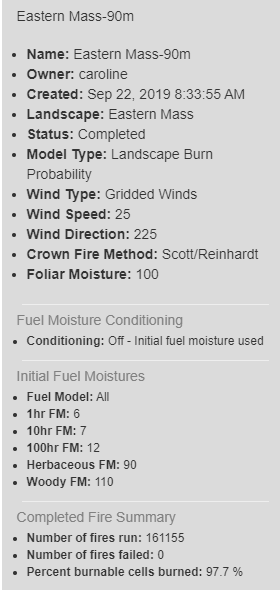 Eastern Mass-90m
• Name: Eastern Mass-90m
• Owner: caroline
• Created: Sep 22, 2019 8:33:55 AM
• Landscape: Eastern Mass
• Status: Completed
• Model Type: Landscape Burn
Probability
• Wind Type: Gridded Winds
• Wind Speed: 25
• Wind Direction: 225
• Crown Fire Method: Scott/Reinhardt
• Foliar Moisture: 100
Fuel Moisture Conditioning
• Conditioning: Off - Initial fuel moisture used
Initial Fuel Moistures
• Fuel Model: All
• 1hr FM: 6
• 10hr FM: 7
• 100hr FM: 12
• Herbaceous FM: 90
• Woody FM: 110
Completed Fire Summary
• Number of fires run: 161155
• Number of fires failed: 0
• Percent burnable cells burned: 97.7 %